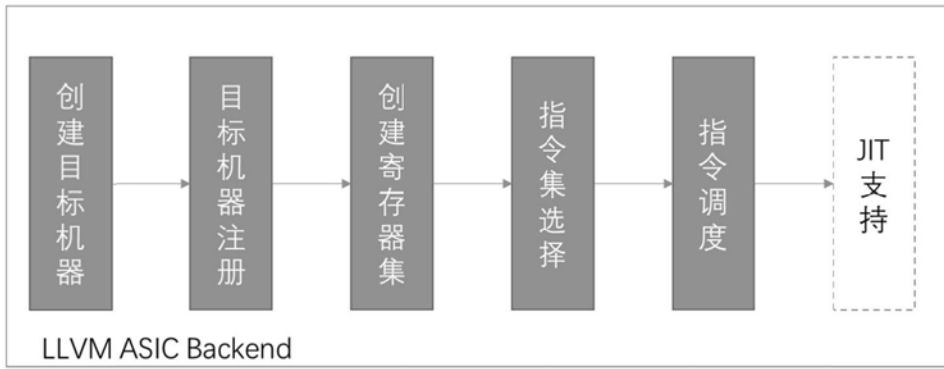 创建目标机器
目标机器注册
创建寄存器集
指令集选择
指令调度
JIT支持
LLVM ASIC Backend